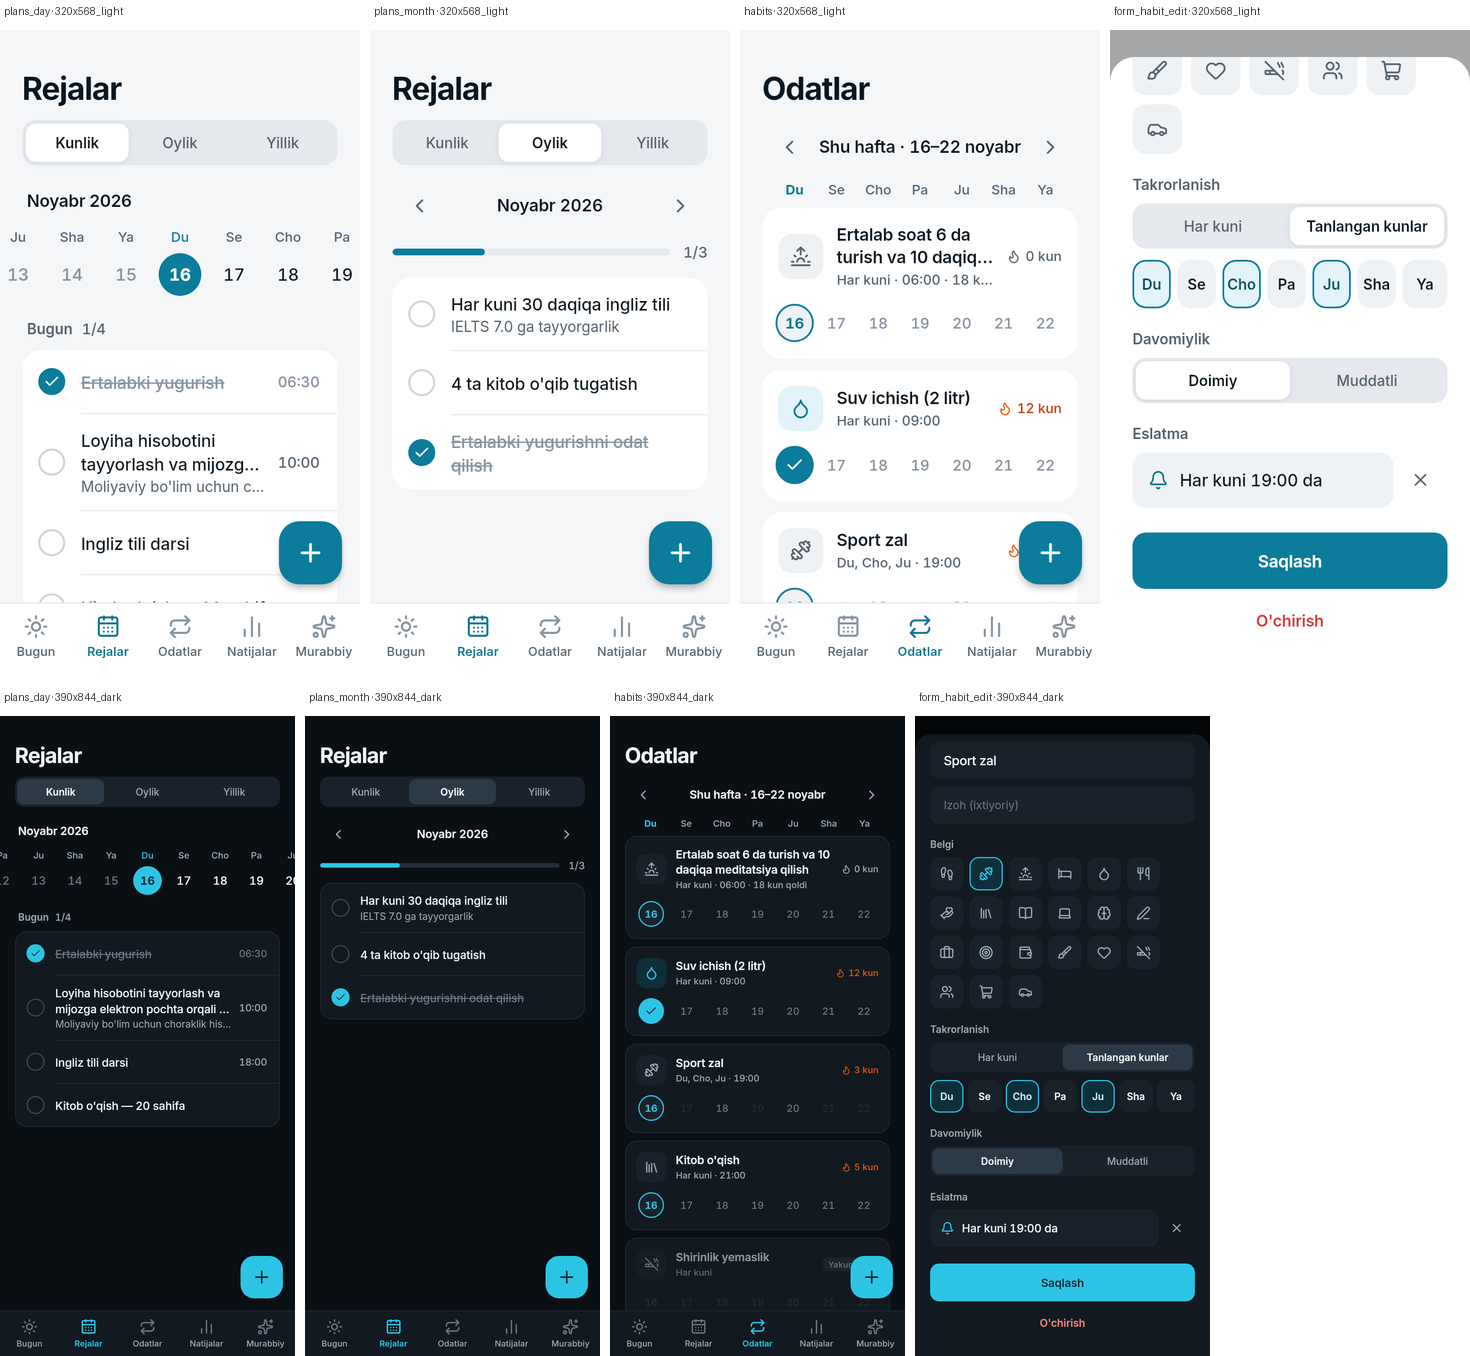 plans_day·320x568_light
Rejalar
Kunlik Oylik Yillik
Noyabr 2026
Ju Sha Ya Du Se Cho Pa
13 14 15 16 17 18 19
Bugun 1/4
Ertalabki yugurish 06:30
Loyiha hisobotini
tayyorlash va mijozg... 10:00
Moliyaviy bo'lim uchun c...
Ingliz tili darsi
Bugun Rejalar Odatlar Natijalar Murabbiy
plans_month·320x568_light
Rejalar
Kunlik Oylik Yillik
Noyabr 2026
1/3
Har kuni 30 daqiqa ingliz tili
IELTS 7.0 ga tayyorgarlik
4 ta kitob o'qib tugatish
Ertalabki yugurishni odat
qilish
Bugun Rejalar Odatlar Natijalar Murabbiy
habits·320x568_light
Odatlar
Shu hafta · 16–22 noyabr
Du Se Cho Pa Ju Sha Ya
Ertalab soat 6 da
turish va 10 daqiq... 0 kun
Har kuni · 06:00 · 18 k...
16 17 18 19 20 21 22
Suv ichish (2 litr) 12 kun
Har kuni · 09:00
17 18 19 20 21 22
Sport zal
Du, Cho, Ju · 19:00
Bugun Rejalar Odatlar Natijalar Murabbiy
form_habit_edit·320x568_light
Takrorlanish
Har kuni Tanlangan kunlar
Du Se Cho Pa Ju Sha Ya
Davomiylik
Doimiy Muddatli
Eslatma
Har kuni 19:00 da
Saqlash
O'chirish
plans_day·390x844_dark
Rejalar
Kunlik Oylik Yillik
Noyabr 2026
Ju Sha Ya Du Se Cho Pa
13 14 15 16 17 18 19
Bugun 1/4
Ertalabki yugurish 06:30
Loyiha hisobotini tayyorlash va
mijozga elektron pochta orqali ... 10:00
Moliyaviy bo'lim uchun choraklik his...
Ingliz tili darsi 18:00
Kitob o'qish — 20 sahifa
Bugun Rejalar Odatlar Natijalar Murabbiy
plans_month·390x844_dark
Rejalar
Kunlik Oylik Yillik
Noyabr 2026
1/3
Har kuni 30 daqiqa ingliz tili
IELTS 7.0 ga tayyorgarlik
4 ta kitob o'qib tugatish
Ertalabki yugurishni odat qilish
Bugun Rejalar Odatlar Natijalar Murabbiy
habits·390x844_dark
Odatlar
Shu hafta · 16–22 noyabr
Du Se Cho Pa Ju Sha Ya
Ertalab soat 6 da turish va 10
daqiqa meditatsiya qilish 0 kun
Har kuni · 06:00 · 18 kun qoldi
16 17 18 19 20 21 22
Suv ichish (2 litr) 12 kun
Har kuni · 09:00
17 18 19 20 21 22
Sport zal 3 kun
Du, Cho, Ju · 19:00
16 17 18 19 20 21 22
Kitob o'qish 5 kun
Har kuni · 21:00
16 17 18 19 20 21 22
Shirinlik yemaslik
Har kuni
16 17 18 19 20 21 22
Bugun Rejalar Odatlar Natijalar Murabbiy
form_habit_edit·390x844_dark
Sport zal
Izoh (ixtiyoriy)
Belgi
Takrorlanish
Har kuni Tanlangan kunlar
Du Se Cho Pa Ju Sha Ya
Davomiylik
Doimiy Muddatli
Eslatma
Har kuni 19:00 da
Saqlash
O'chirish